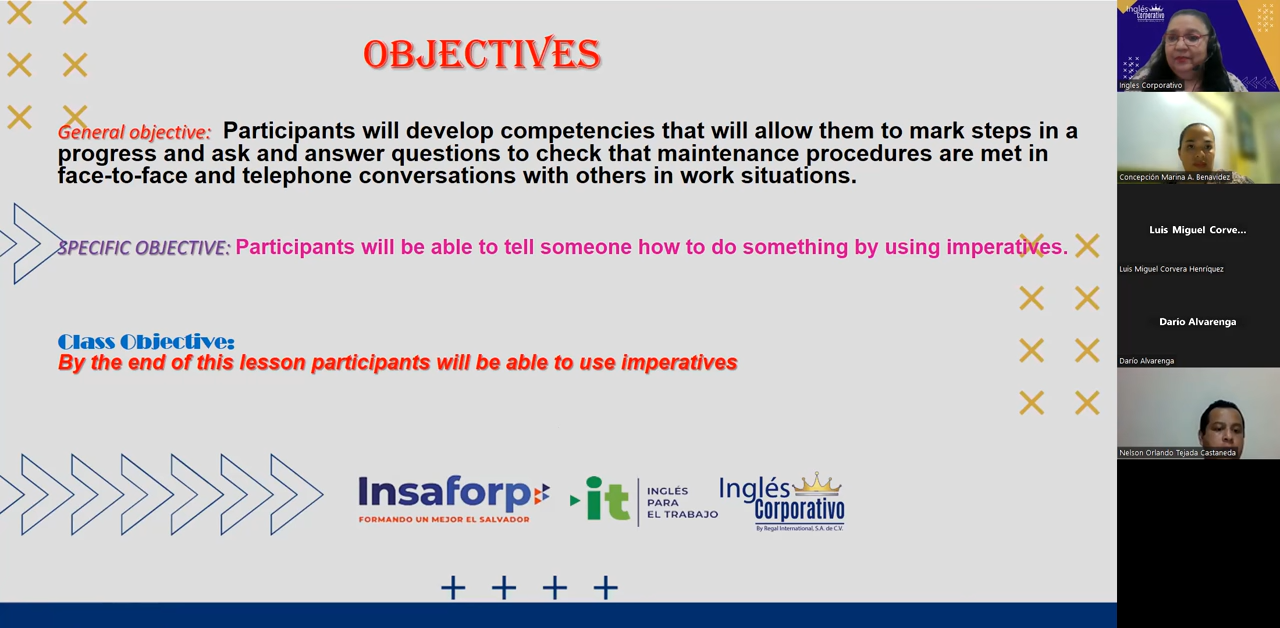 OBJECTIVES
General objective: Participants will develop competencies that will allow them to mark steps in a
progress and ask and answer questions to check that maintenance procedures are met in
face-to-face and telephone conversations with others in work situations.
SPECIFIC OBJECTIVE: Participants will be able to tell someone how to do something by using imperatives.
Class Objective:
By the end of this lesson participants will be able to use imperatives
Insaforp
FORMANDO UN MEJOR EL SALVADOR
it
INGLÉS
PARA
EL TRABAJO
Inglés
Corporativo
By Regal International, S.A. de C.V.
Inglés
Corporativo
Ingles Corporativo
Concepción Marina A. Benavidez
Luis Miguel Corve...
Luis Miguel Corvera Henríquez
Darío Alvarenga
Darío Alvarenga
Nelson Orlando Tejada Castaneda